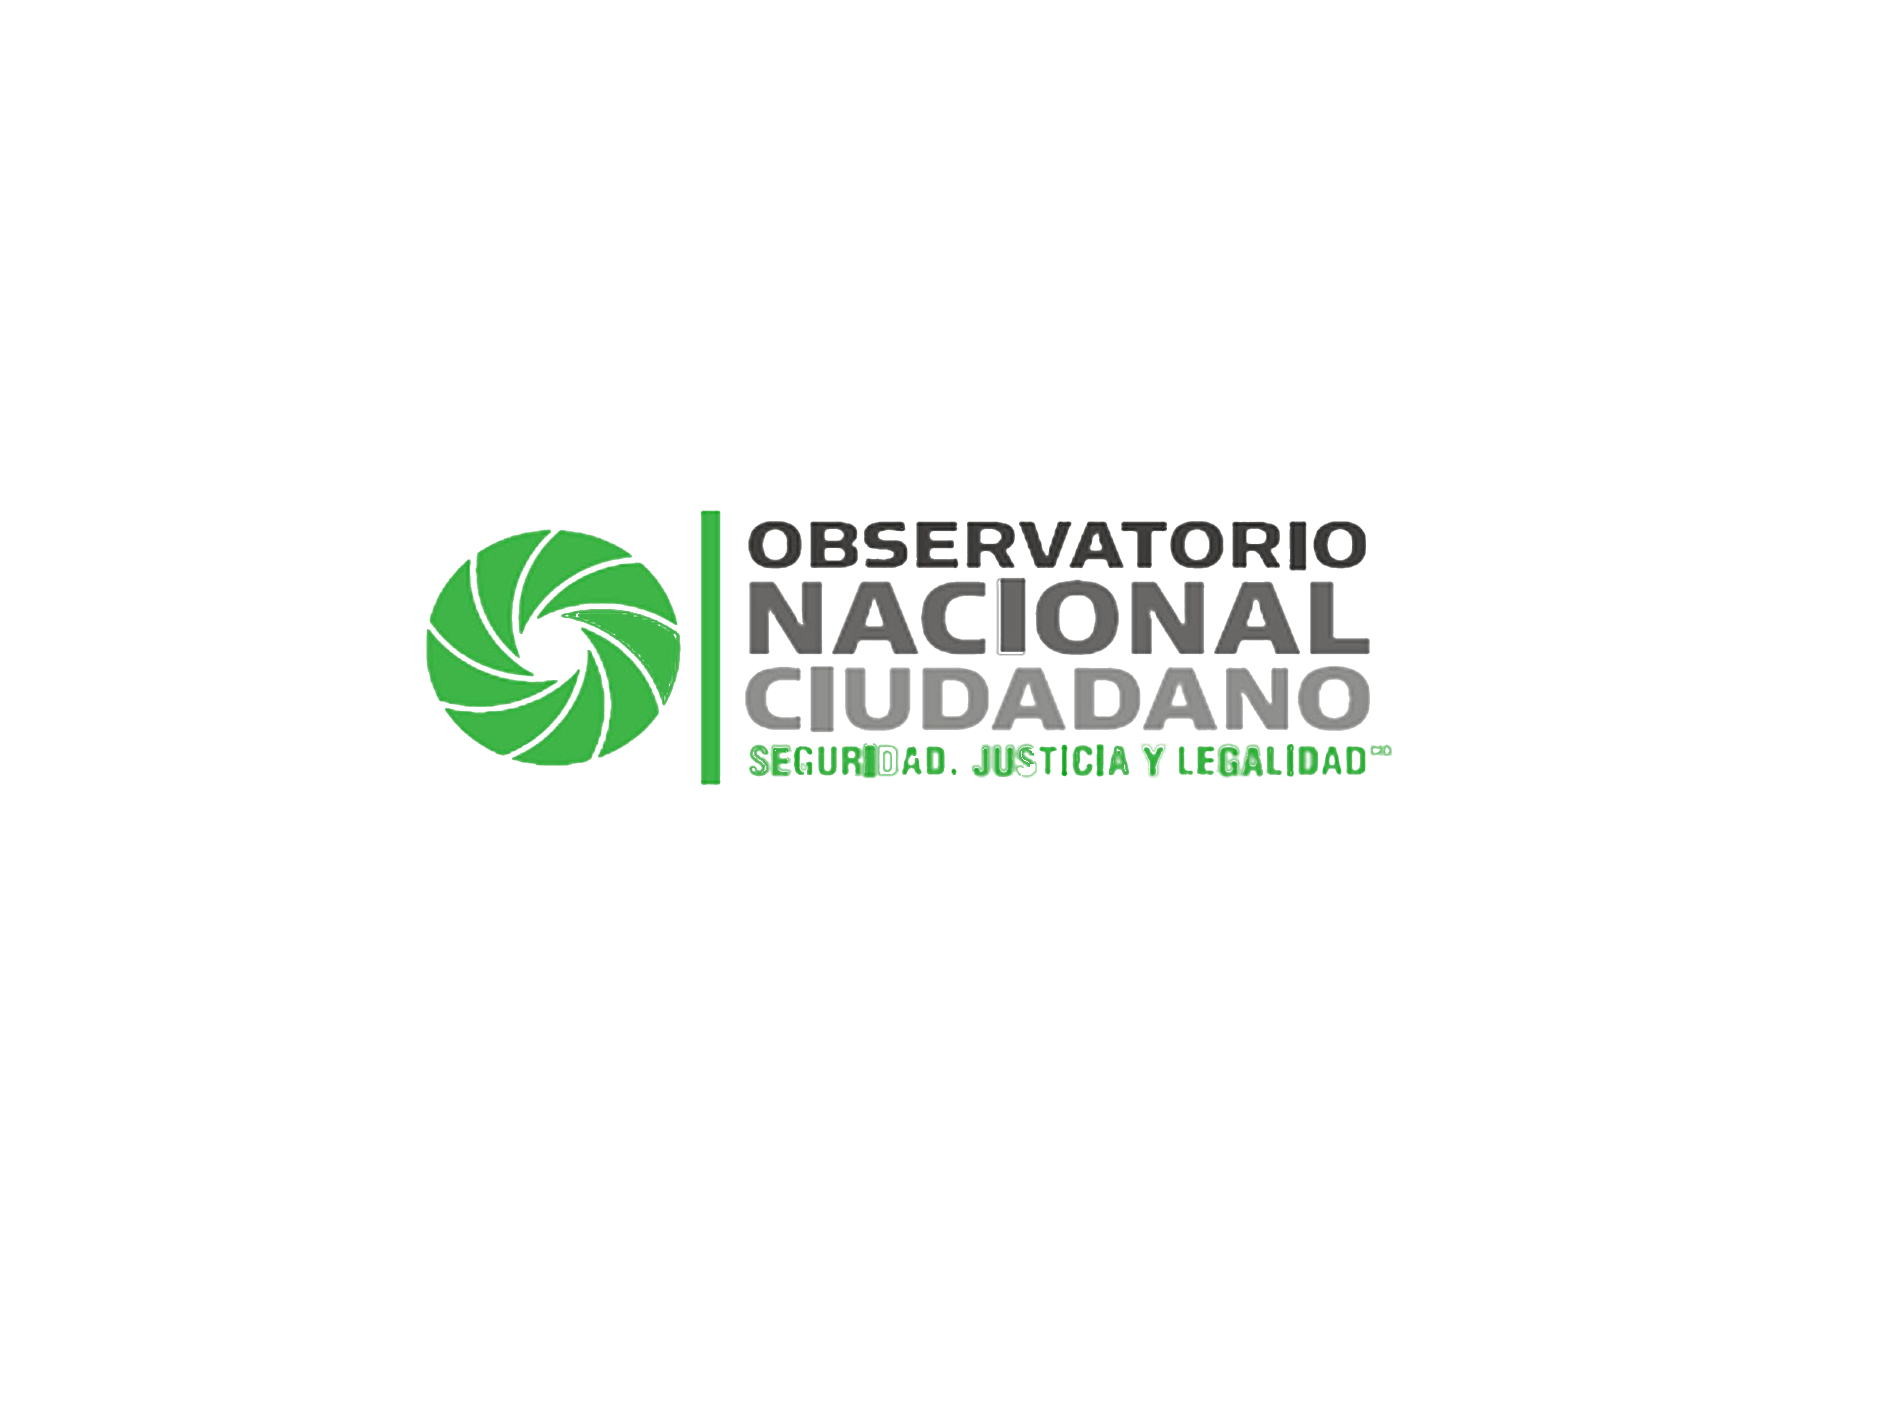 OBSERVATORIO
NACIONAL
CIUDADANO
SEGURIDAD. JUSTICIA Y LEGALIDAD